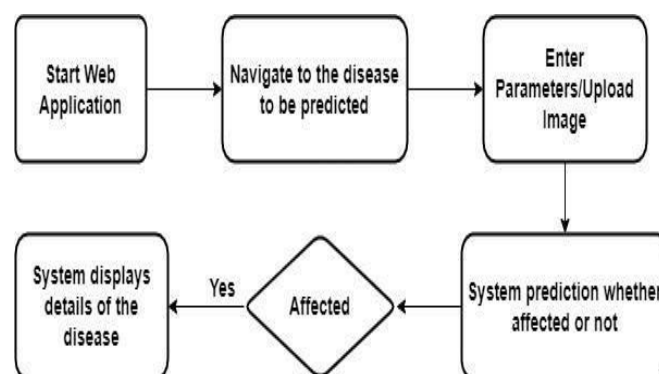 Start Web
Application
Navigate to the disease
to be predicted
Enter
Parameters/Upload
Image
System displays
details of the
disease
Yes
Affected
System prediction whether
affected or not